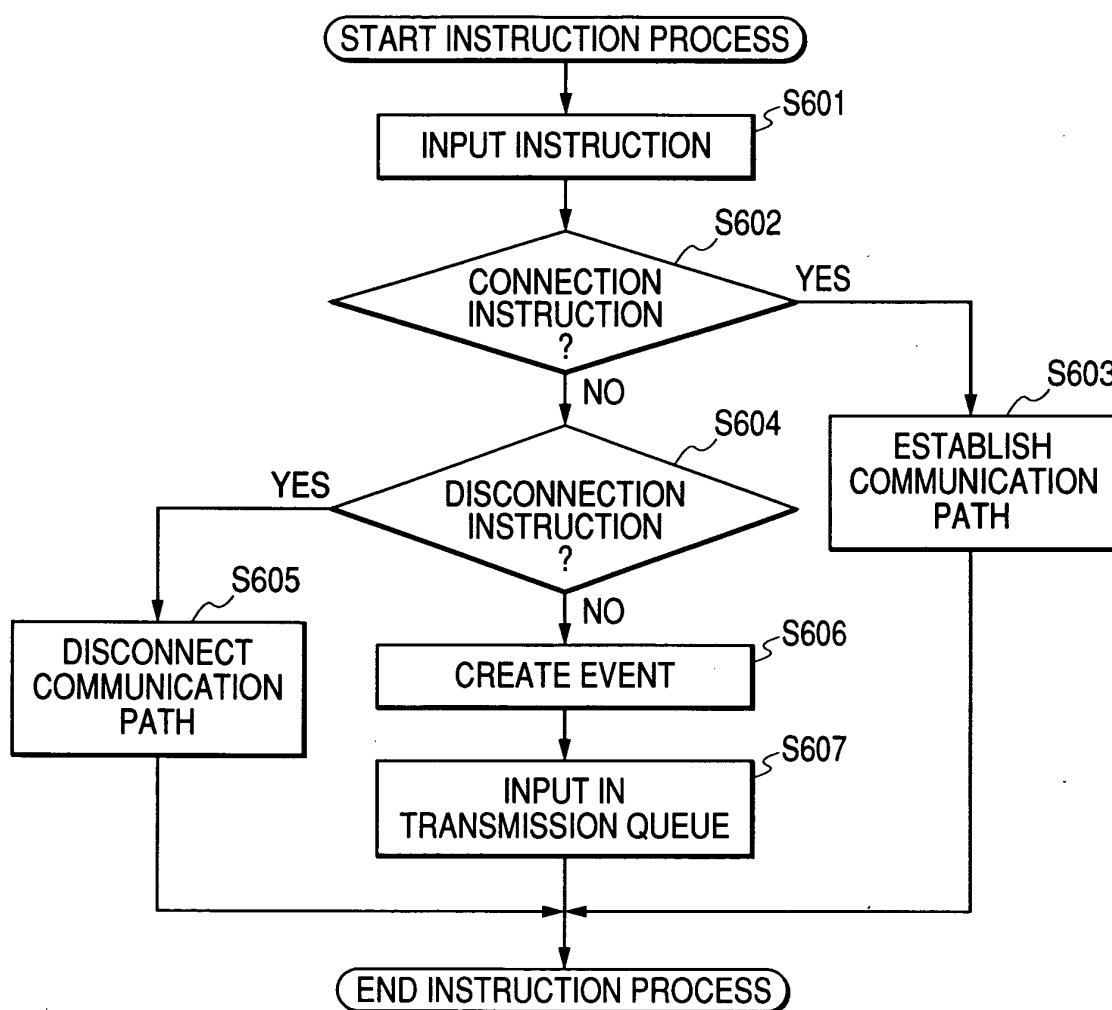 START INSTRUCTION PROCESS
S601
INPUT INSTRUCTION
S602
CONNECTION
INSTRUCTION
?
YES
NO
S603
ESTABLISH
COMMUNICATION
PATH
S604
DISCONNECTION
INSTRUCTION
?
YES
NO
S605
DISCONNECT
COMMUNICATION
PATH
S606
CREATE EVENT
S607
INPUT IN
TRANSMISSION QUEUE
END INSTRUCTION PROCESS